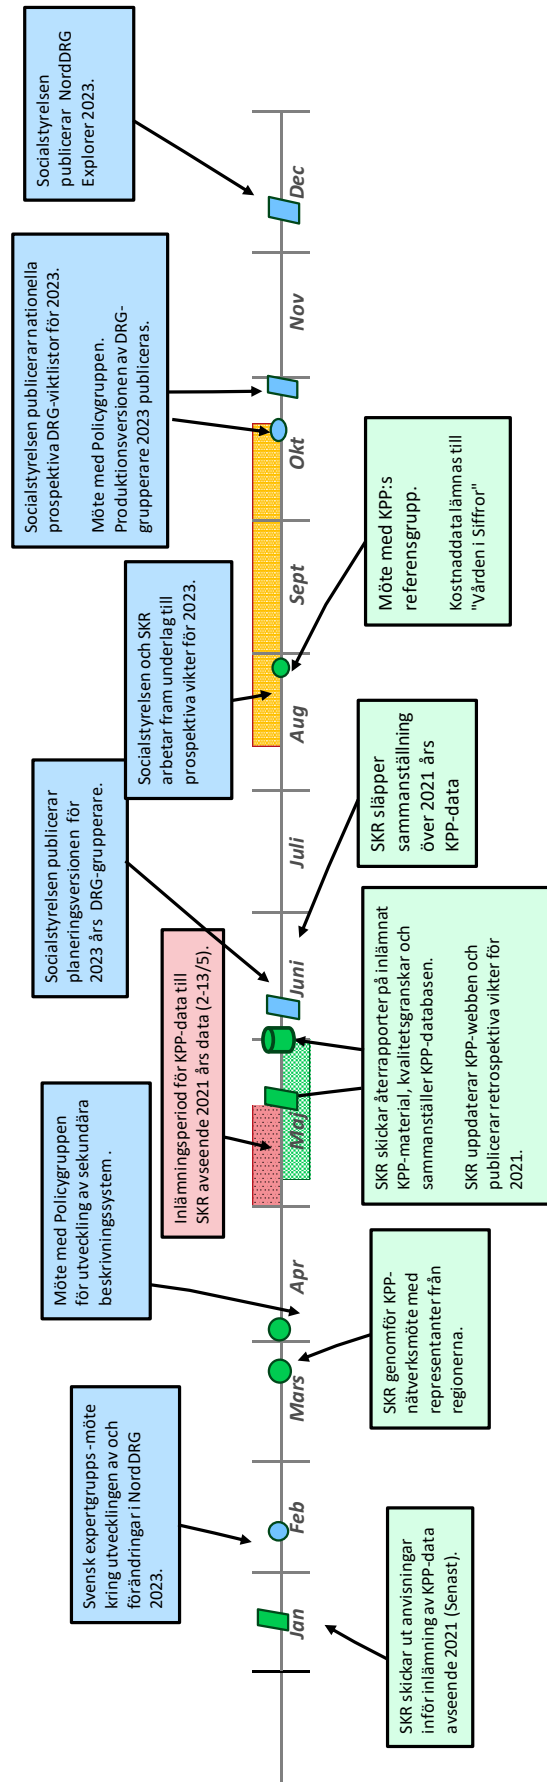 Svensk expertgrupps -möte
kring utvecklingen av och
förändringar i NordDRG
2023.
Möte med Policygruppen
för utveckling av sekundära
beskrivningssystem .
Inlämningsperiod för KPP-data till
SKR avseende 2021 års data (2-13/5).
Socialstyrelsen publicerar
planeringsversionen för
2023 års DRG-grupperare.
Socialstyrelsen och SKR
arbetar fram underlag till
prospektiva vikter för 2023.
Socialstyrelsen publicerar nationella
prospektiva DRG-viktlistor för 2023.
Möte med Policygruppen.
Produktionsversionen av DRG-
grupperare 2023 publiceras.
Socialstyrelsen
publicerar NordDRG
Explorer 2023.
Jan
Feb
Mars
Apr
Maj
Juni
Juli
Aug
Sept
Okt
Nov
Dec
SKR skickar ut anvisningar
inför inlämning av KPP-data
avseende 2021 (Senast).
SKR genomför KPP-
nätverksmöte med
representanter från
regionerna.
SKR skickar återrapporter på inlämnat
KPP-material, kvalitetsgranskar och
sammanställer KPP-databasen.
SKR uppdaterar KPP-webben och
publicerar retrospektiva vikter för
2021.
SKR släpper
sammanställning
över 2021 års
KPP-data
Möte med KPP:s
referensgrupp.
Kostnaddata lämnas till
"Vården i Siffror"